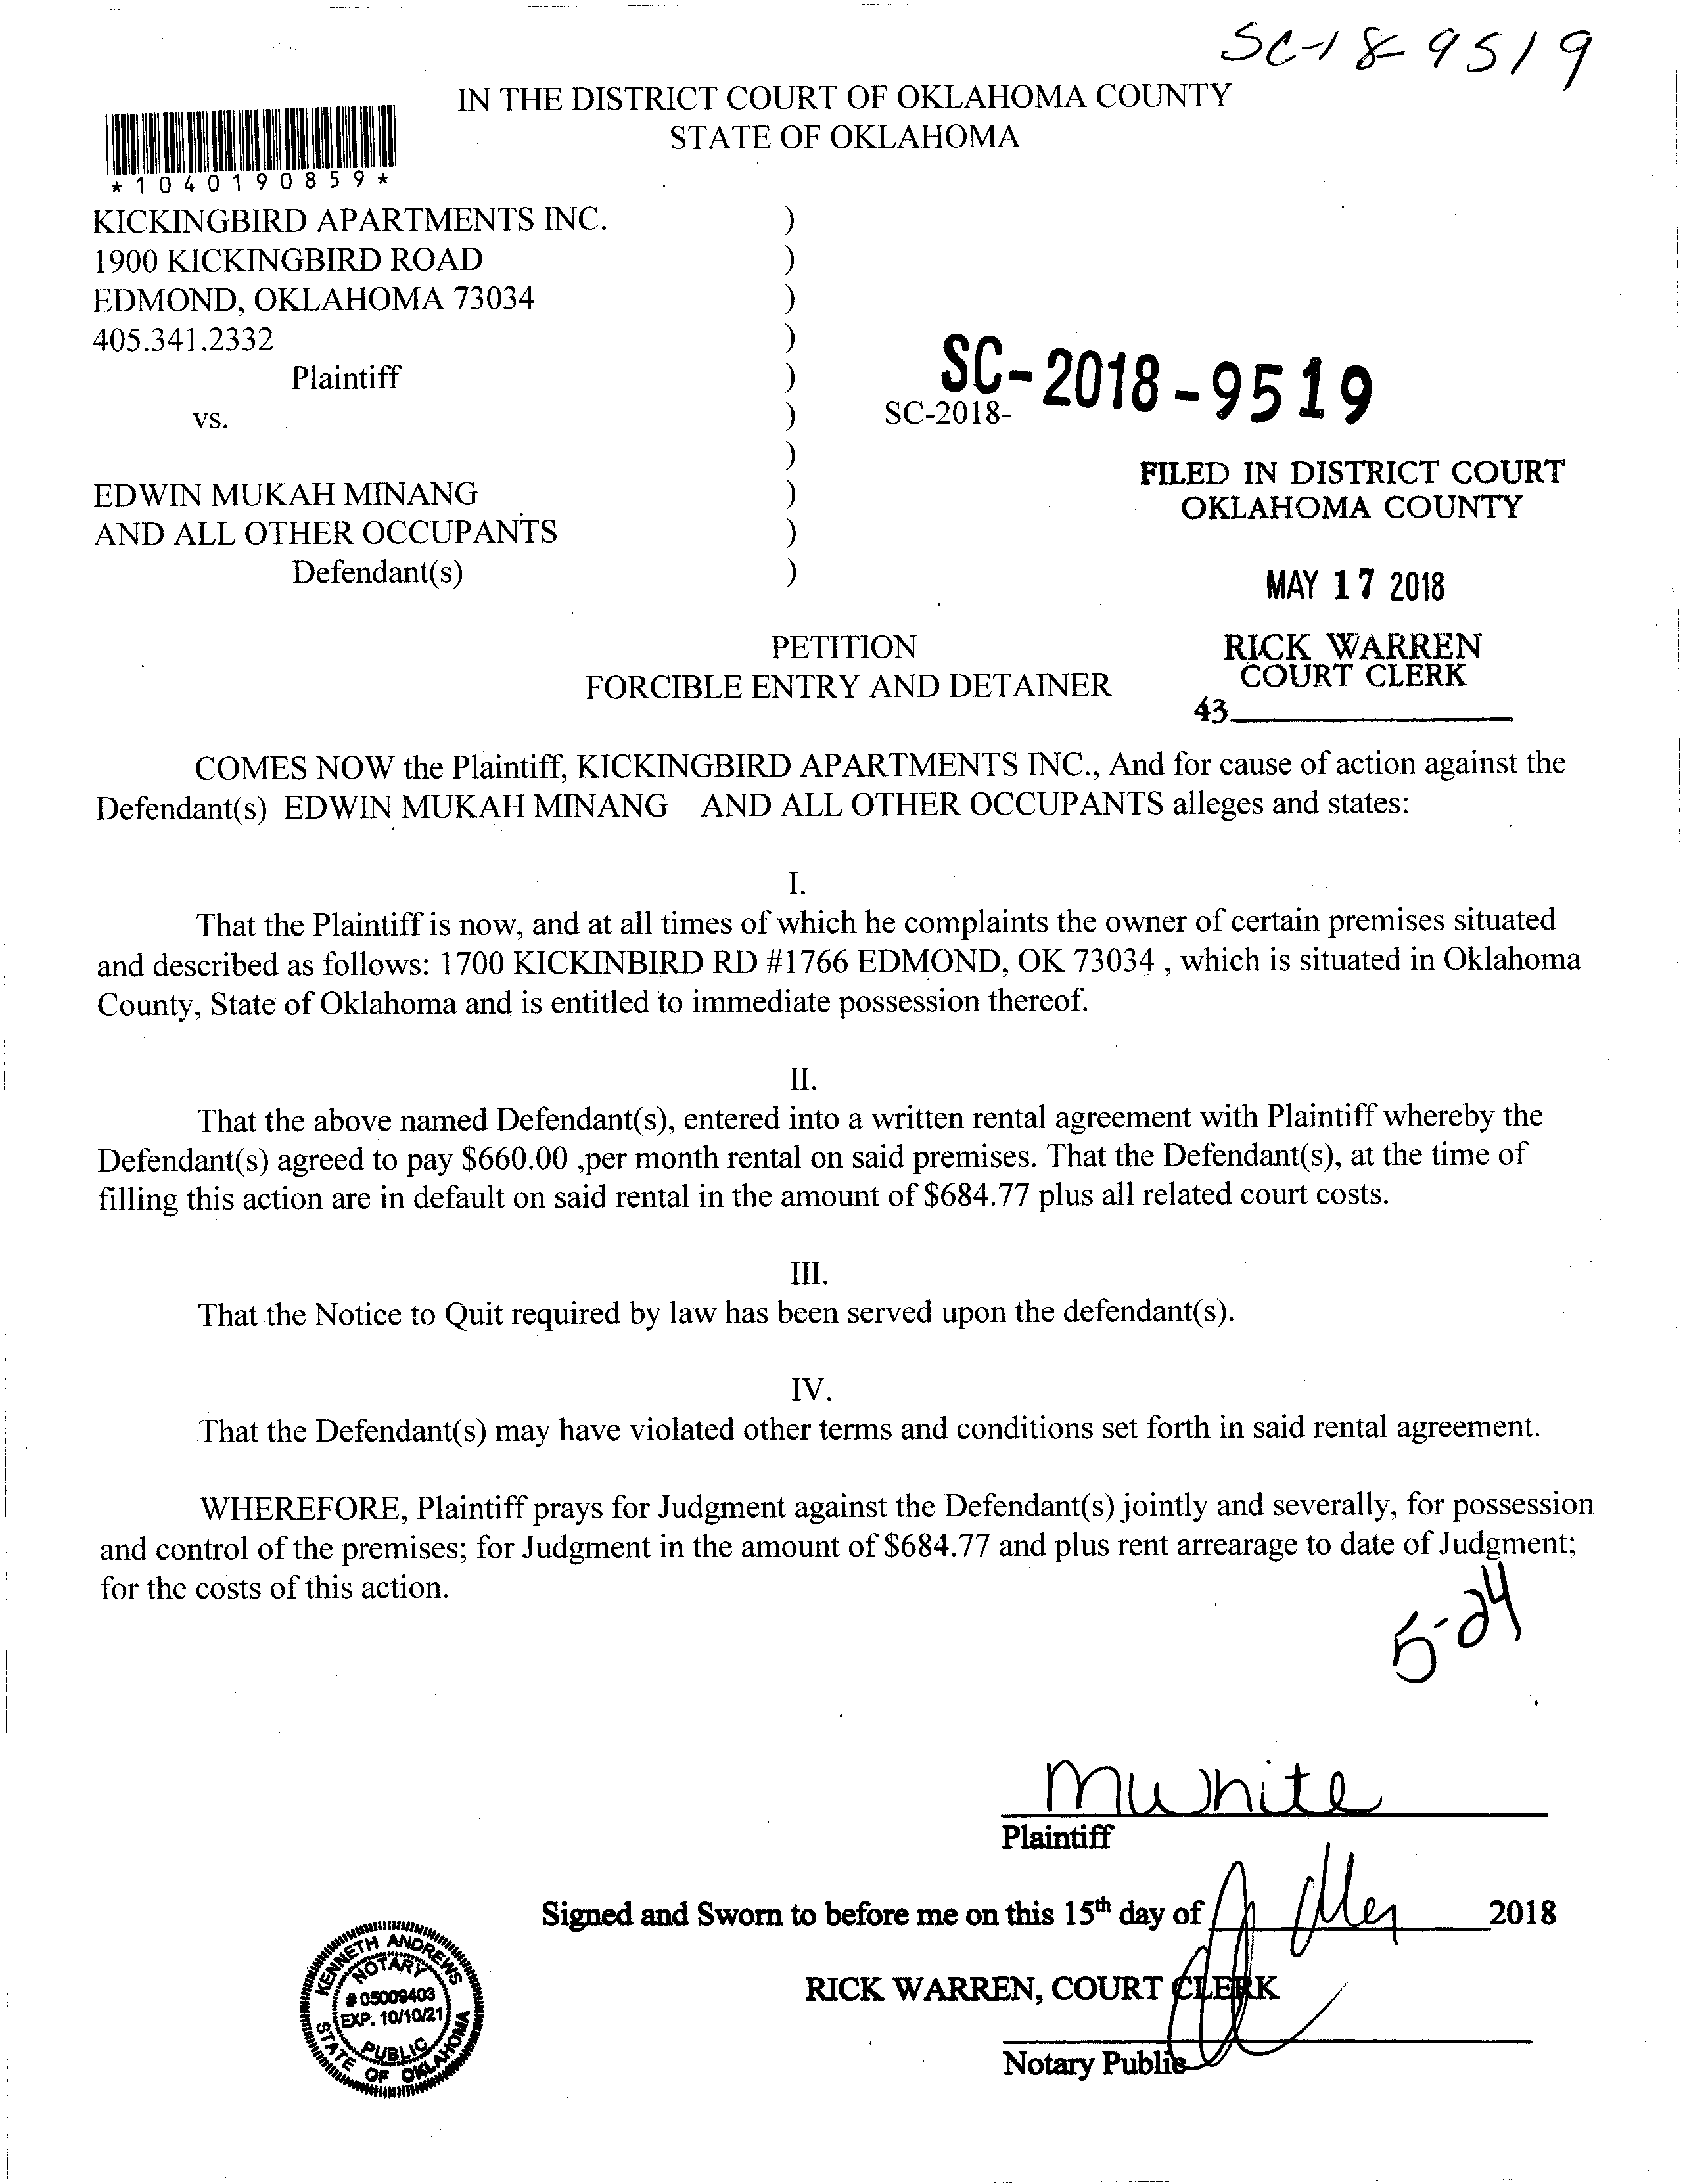 SC-18-9519
IN THE DISTRICT COURT OF OKLAHOMA COUNTY
STATE OF OKLAHOMA
*1040190859*
KICKINGBIRD APARTMENTS INC. )
1900 KICKINGBIRD ROAD )
EDMOND, OKLAHOMA 73034 )
405.341.2332 )
Plaintiff )
SC-2018-9519
vs. ) SC-2018-
)
FILED IN DISTRICT COURT
OKLAHOMA COUNTY
EDWIN MUKAH MINANG )
AND ALL OTHER OCCUPANTS )
Defendant(s) )
MAY 17 2018
RICK WARREN
COURT CLERK
43
PETITION
FORCIBLE ENTRY AND DETAINER
COMES NOW the Plaintiff, KICKINGBIRD APARTMENTS INC., And for cause of action against the
Defendant(s) EDWIN MUKAH MINANG AND ALL OTHER OCCUPANTS alleges and states:
I.
That the Plaintiff is now, and at all times of which he complaints the owner of certain premises situated
and described as follows: 1700 KICKINBIRD RD #1766 EDMOND, OK 73034 , which is situated in Oklahoma
County, State of Oklahoma and is entitled to immediate possession thereof.
II.
That the above named Defendant(s), entered into a written rental agreement with Plaintiff whereby the
Defendant(s) agreed to pay $660.00 ,per month rental on said premises. That the Defendant(s), at the time of
filling this action are in default on said rental in the amount of $684.77 plus all related court costs.
III.
That the Notice to Quit required by law has been served upon the defendant(s).
IV.
That the Defendant(s) may have violated other terms and conditions set forth in said rental agreement.
WHEREFORE, Plaintiff prays for Judgment against the Defendant(s) jointly and severally, for possession
and control of the premises; for Judgment in the amount of $684.77 and plus rent arrearage to date of Judgment;
for the costs of this action.
5-24
MWhite
Plaintiff
Signed and Sworn to before me on this 15th day of 2018
RICK WARREN, COURT CLERK
Notary Public
KENNETH ANDREWS
NOTARY
# 05009403
EXP. 10/10/21
PUBLIC
STATE OF OKLAHOMA